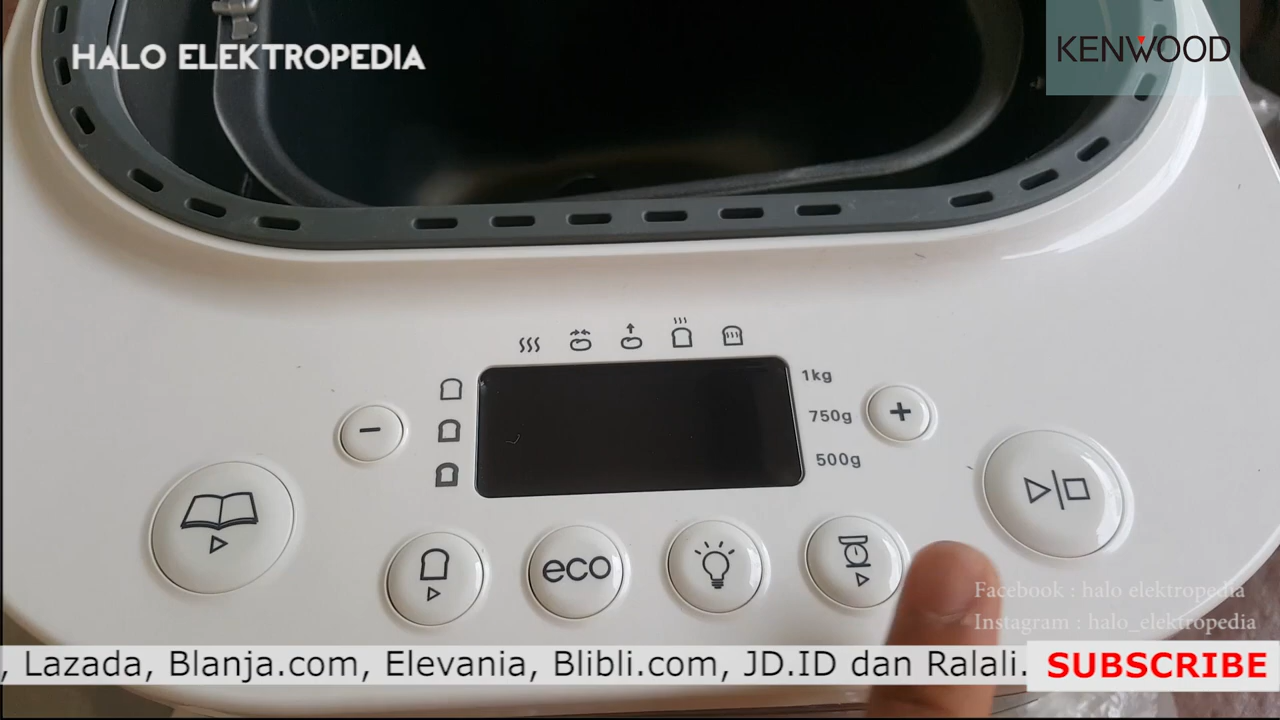 HALO ELEKTROPEDIA
KENWOOD
1kg
750g
500g
eco
Facebook : halo elektropedia
Instagram : halo_elektropedia
, Lazada, Blanja.com, Elevania, Blibli.com, JD.ID dan Ralali.
SUBSCRIBE